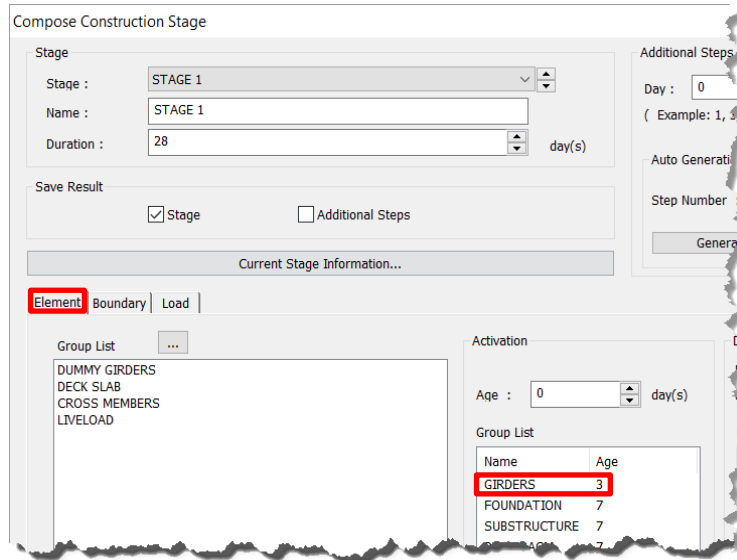 Compose Construction Stage
Stage
Stage :
STAGE 1
Name :
STAGE 1
Duration :
28
day(s)
Save Result
Stage
Additional Steps
Current Stage Information...
Additional Steps
Day :
0
( Example: 1,
Auto Generati
Step Number
Genera
Element
Boundary
Load
Group List
...
DUMMY GIRDERS
DECK SLAB
CROSS MEMBERS
LIVELOAD
Activation
Age :
0
day(s)
Group List
Name Age
GIRDERS 3
FOUNDATION 7
SUBSTRUCTURE 7